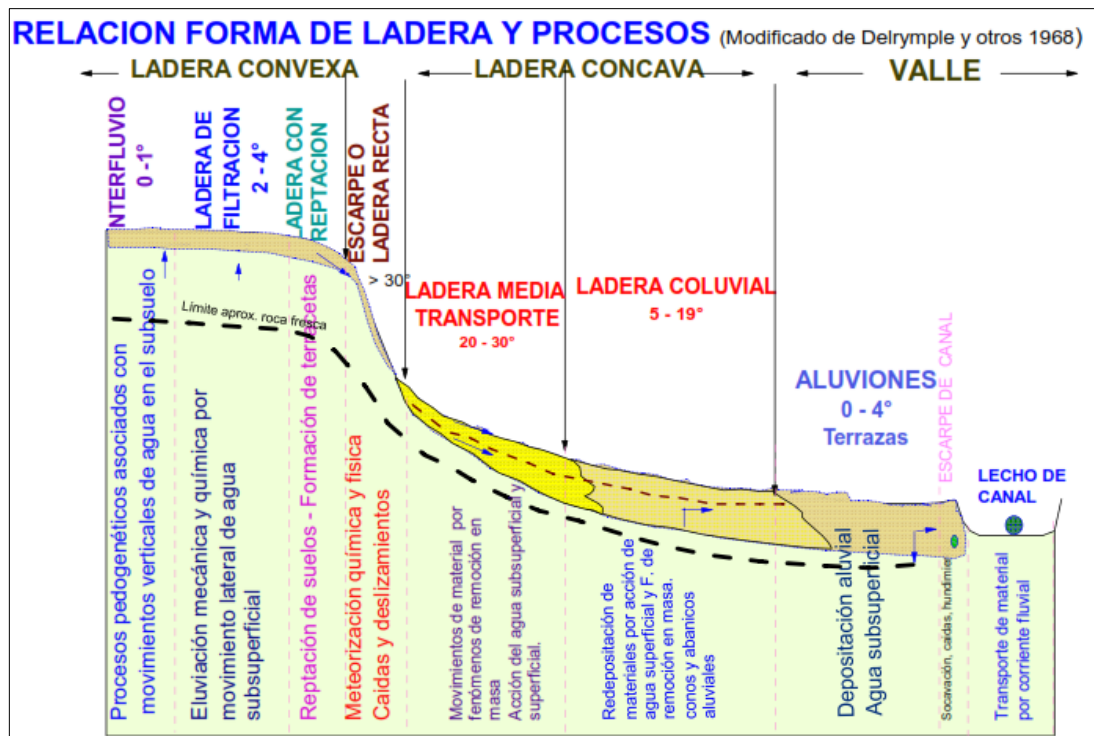 RELACION FORMA DE LADERA Y PROCESOS (Modificado de Delrymple y otros 1968)
LADERA CONVEXA
LADERA CONCAVA
VALLE
NTERFLUVIO
0 -1°
LADERA DE
FILTRACION
2 - 4°
LADERA CON
REPTACION
ESCARPE O
LADERA RECTA
> 30°
LADERA MEDIA
TRANSPORTE
20 - 30°
LADERA COLUVIAL
5 - 19°
ALUVIONES
0 - 4°
Terrazas
ESCARPE DE CANAL
LECHO DE
CANAL
Límite aprox. roca fresca
Procesos pedogenéticos asociados con
movimientos verticales de agua en el subsuelo
Eluviación mecánica y química por
movimiento lateral de agua
subsuperficial
Reptación de suelos - Formación de terracetas
Meteorización química y física
Caidas y deslizamientos
Movimientos de material por
fenómenos de remoción en
masa
Acción del agua subsuperficial y
superficial.
Redepositación de
materiales por acción de
agua superficial y F. de
remoción en masa.
conos y abanicos
aluviales
Depositación aluvial
Agua subsuperficial
Socavación, caídas, hundimier
Transporte de material
por corriente fluvial